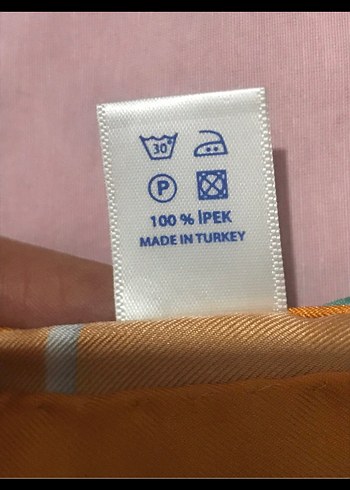 30°
P
100 % İPEK
MADE IN TURKEY